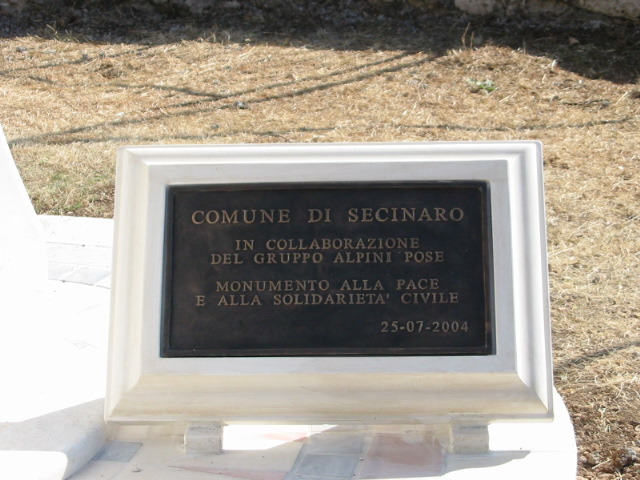 COMUNE DI SECINARO
IN COLLABORAZIONE
DEL GRUPPO ALPINI POSE
MONUMENTO ALLA PACE
E ALLA SOLIDARIETA' CIVILE
25-07-2004